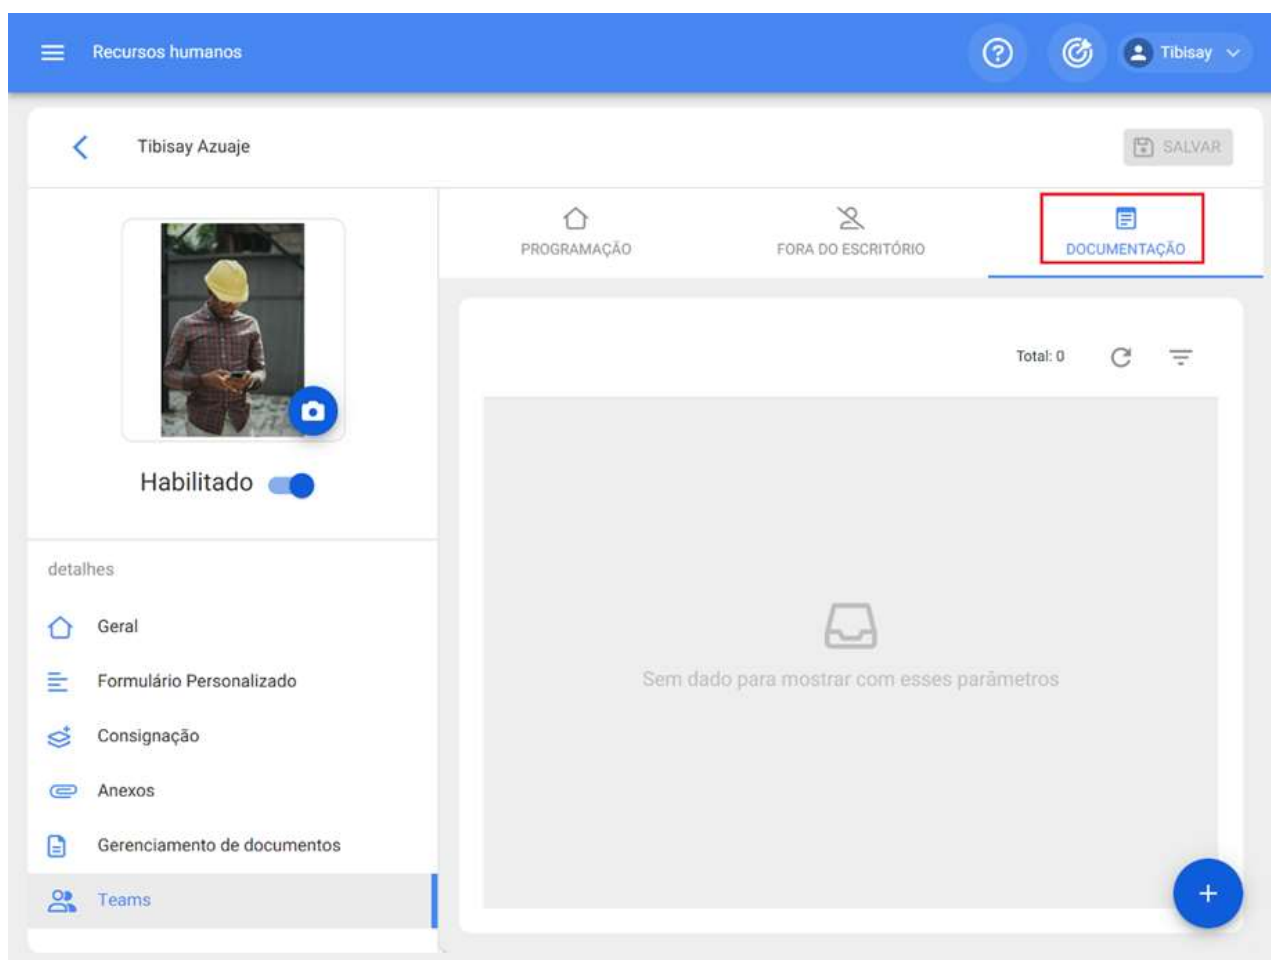 Recursos humanos
Tibisay
Tibisay Azuaje
SALVAR
PROGRAMAÇÃO
FORA DO ESCRITÓRIO
DOCUMENTAÇÃO
Total: 0
Habilitado
Sem dado para mostrar com esses parâmetros
detalhes
Geral
Formulário Personalizado
Consignação
Anexos
Gerenciamento de documentos
Teams